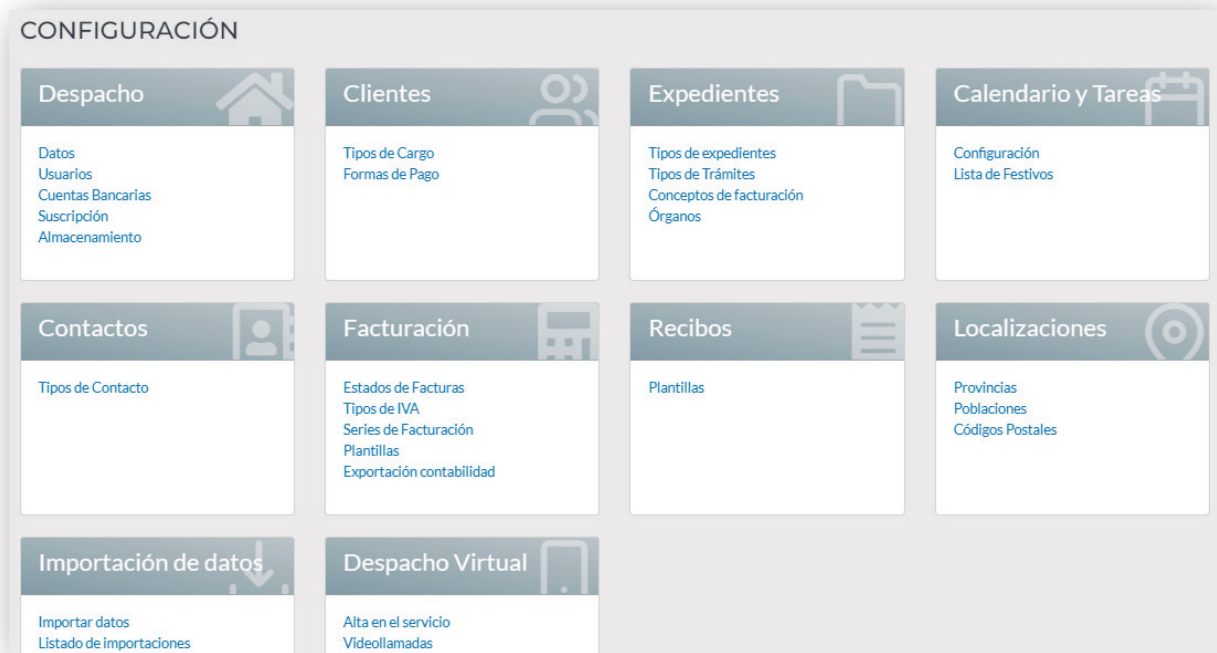 CONFIGURACIÓN
Despacho
Datos
Usuarios
Cuentas Bancarias
Suscripción
Almacenamiento
Clientes
Tipos de Cargo
Formas de Pago
Expedientes
Tipos de expedientes
Tipos de Trámites
Conceptos de facturación
Órganos
Calendario y Tareas
Configuración
Lista de Festivos
Contactos
Tipos de Contacto
Facturación
Estados de Facturas
Tipos de IVA
Series de Facturación
Plantillas
Exportación contabilidad
Recibos
Plantillas
Localizaciones
Provincias
Poblaciones
Códigos Postales
Importación de datos
Importar datos
Listado de importaciones
Despacho Virtual
Alta en el servicio
Videollamadas